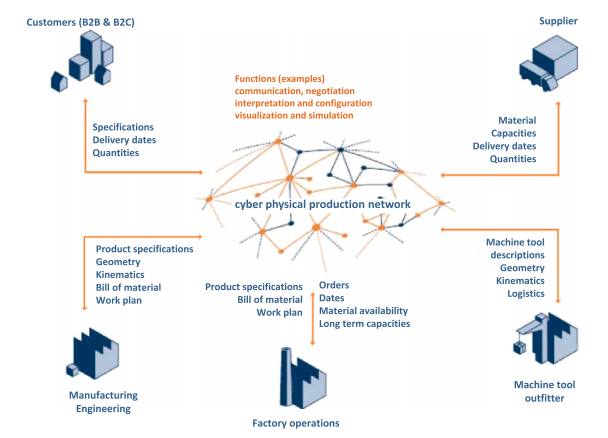 Customers (B2B & B2C)
Supplier
Functions (examples)
communication, negotiation
interpretation and configuration
visualization and simulation
Specifications
Delivery dates
Quantities
Material
Capacities
Delivery dates
Quantities
cyber physical production network
Product specifications
Geometry
Kinematics
Bill of material
Work plan
Product specifications
Bill of material
Work plan
Orders
Dates
Material availability
Long term capacities
Machine tool
descriptions
Geometry
Kinematics
Logistics
Manufacturing
Engineering
Factory operations
Machine tool
outfitter